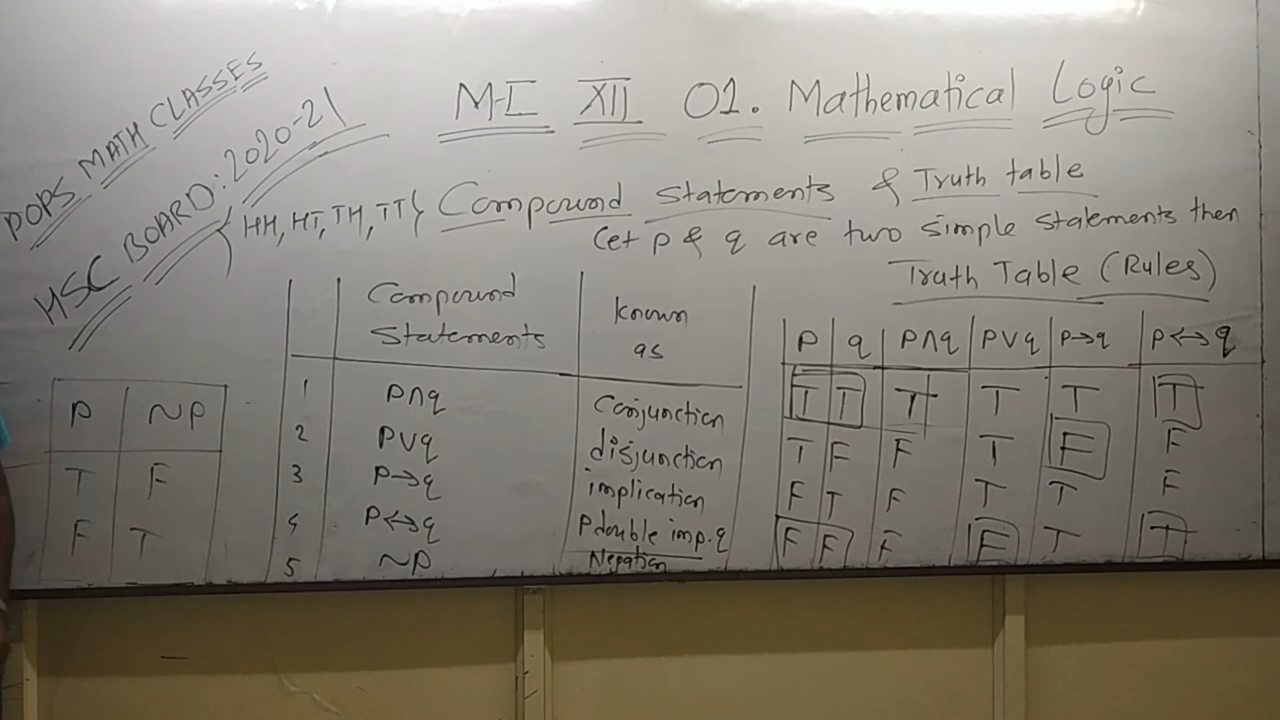 POPS MATH CLASSES
HSC BOARD: 2020-21
M-I XII 01. Mathematical Logic
{HH, HT, TH, TT} Compound Statements & Truth table
Let p & q are two simple statements then
Truth Table (Rules)
P ~P
T F
F T
Compound Statements known as
1 p∧q Conjunction
2 p∨q disjunction
3 p→q implication
4 p↔q p double imp. q
5 ~p Negation
P q p∧q p∨q p→q p↔q
T T T T T T
T F F T F F
F T F T T F
F F F F T T